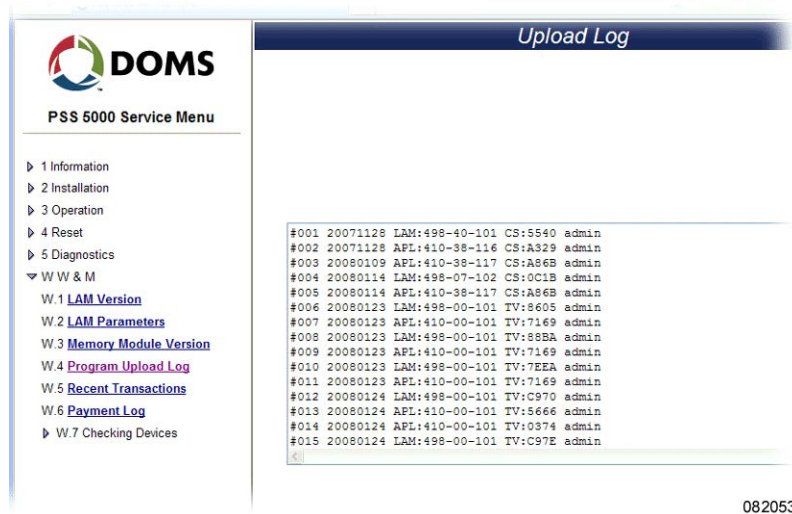 Upload Log
DOMS
PSS 5000 Service Menu
1 Information
2 Installation
3 Operation
4 Reset
5 Diagnostics
W W & M
W.1 LAM Version
W.2 LAM Parameters
W.3 Memory Module Version
W.4 Program Upload Log
W.5 Recent Transactions
W.6 Payment Log
W.7 Checking Devices
#001 20071128 LAM:498-40-101 CS:5540 admin
#002 20071128 APL:410-38-116 CS:A329 admin
#003 20080109 APL:410-38-117 CS:A86B admin
#004 20080114 LAM:498-07-102 CS:0C1B admin
#005 20080114 APL:410-38-117 CS:A86B admin
#006 20080123 LAM:498-00-101 TV:8605 admin
#007 20080123 APL:410-00-101 TV:7169 admin
#008 20080123 LAM:498-00-101 TV:88BA admin
#009 20080123 APL:410-00-101 TV:7169 admin
#010 20080123 LAM:498-00-101 TV:7EEA admin
#011 20080123 APL:410-00-101 TV:7169 admin
#012 20080124 LAM:498-00-101 TV:C970 admin
#013 20080124 APL:410-00-101 TV:5666 admin
#014 20080124 APL:410-00-101 TV:0374 admin
#015 20080124 LAM:498-00-101 TV:C97E admin
082053